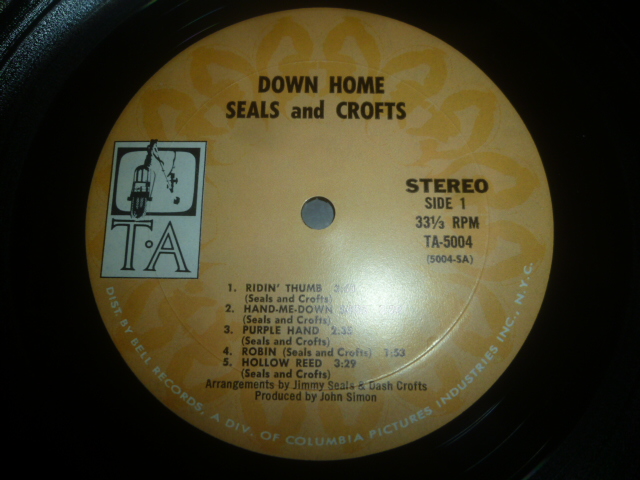 DOWN HOME
SEALS and CROFTS
T·A
STEREO
SIDE 1
33⅓ RPM
TA-5004
(5004-SA)
1. RIDIN' THUMB
(Seals and Crofts)
2. HAND-ME-DOWN
(Seals and Crofts)
3. PURPLE HAND 2:35
(Seals and Crofts)
4. ROBIN (Seals and Crofts) 1:53
5. HOLLOW REED 3:29
(Seals and Crofts)
Arrangements by Jimmy Seals & Dash Crofts
Produced by John Simon
DIST. BY BELL RECORDS, A DIV. OF COLUMBIA PICTURES INDUSTRIES INC., N.Y.C.